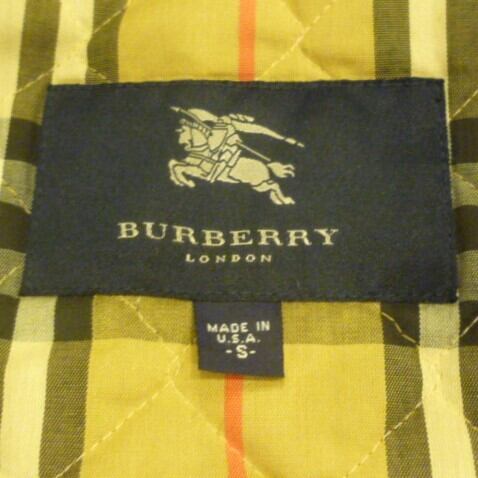 BURBERRY
LONDON
MADE IN
U.S.A.
-S-